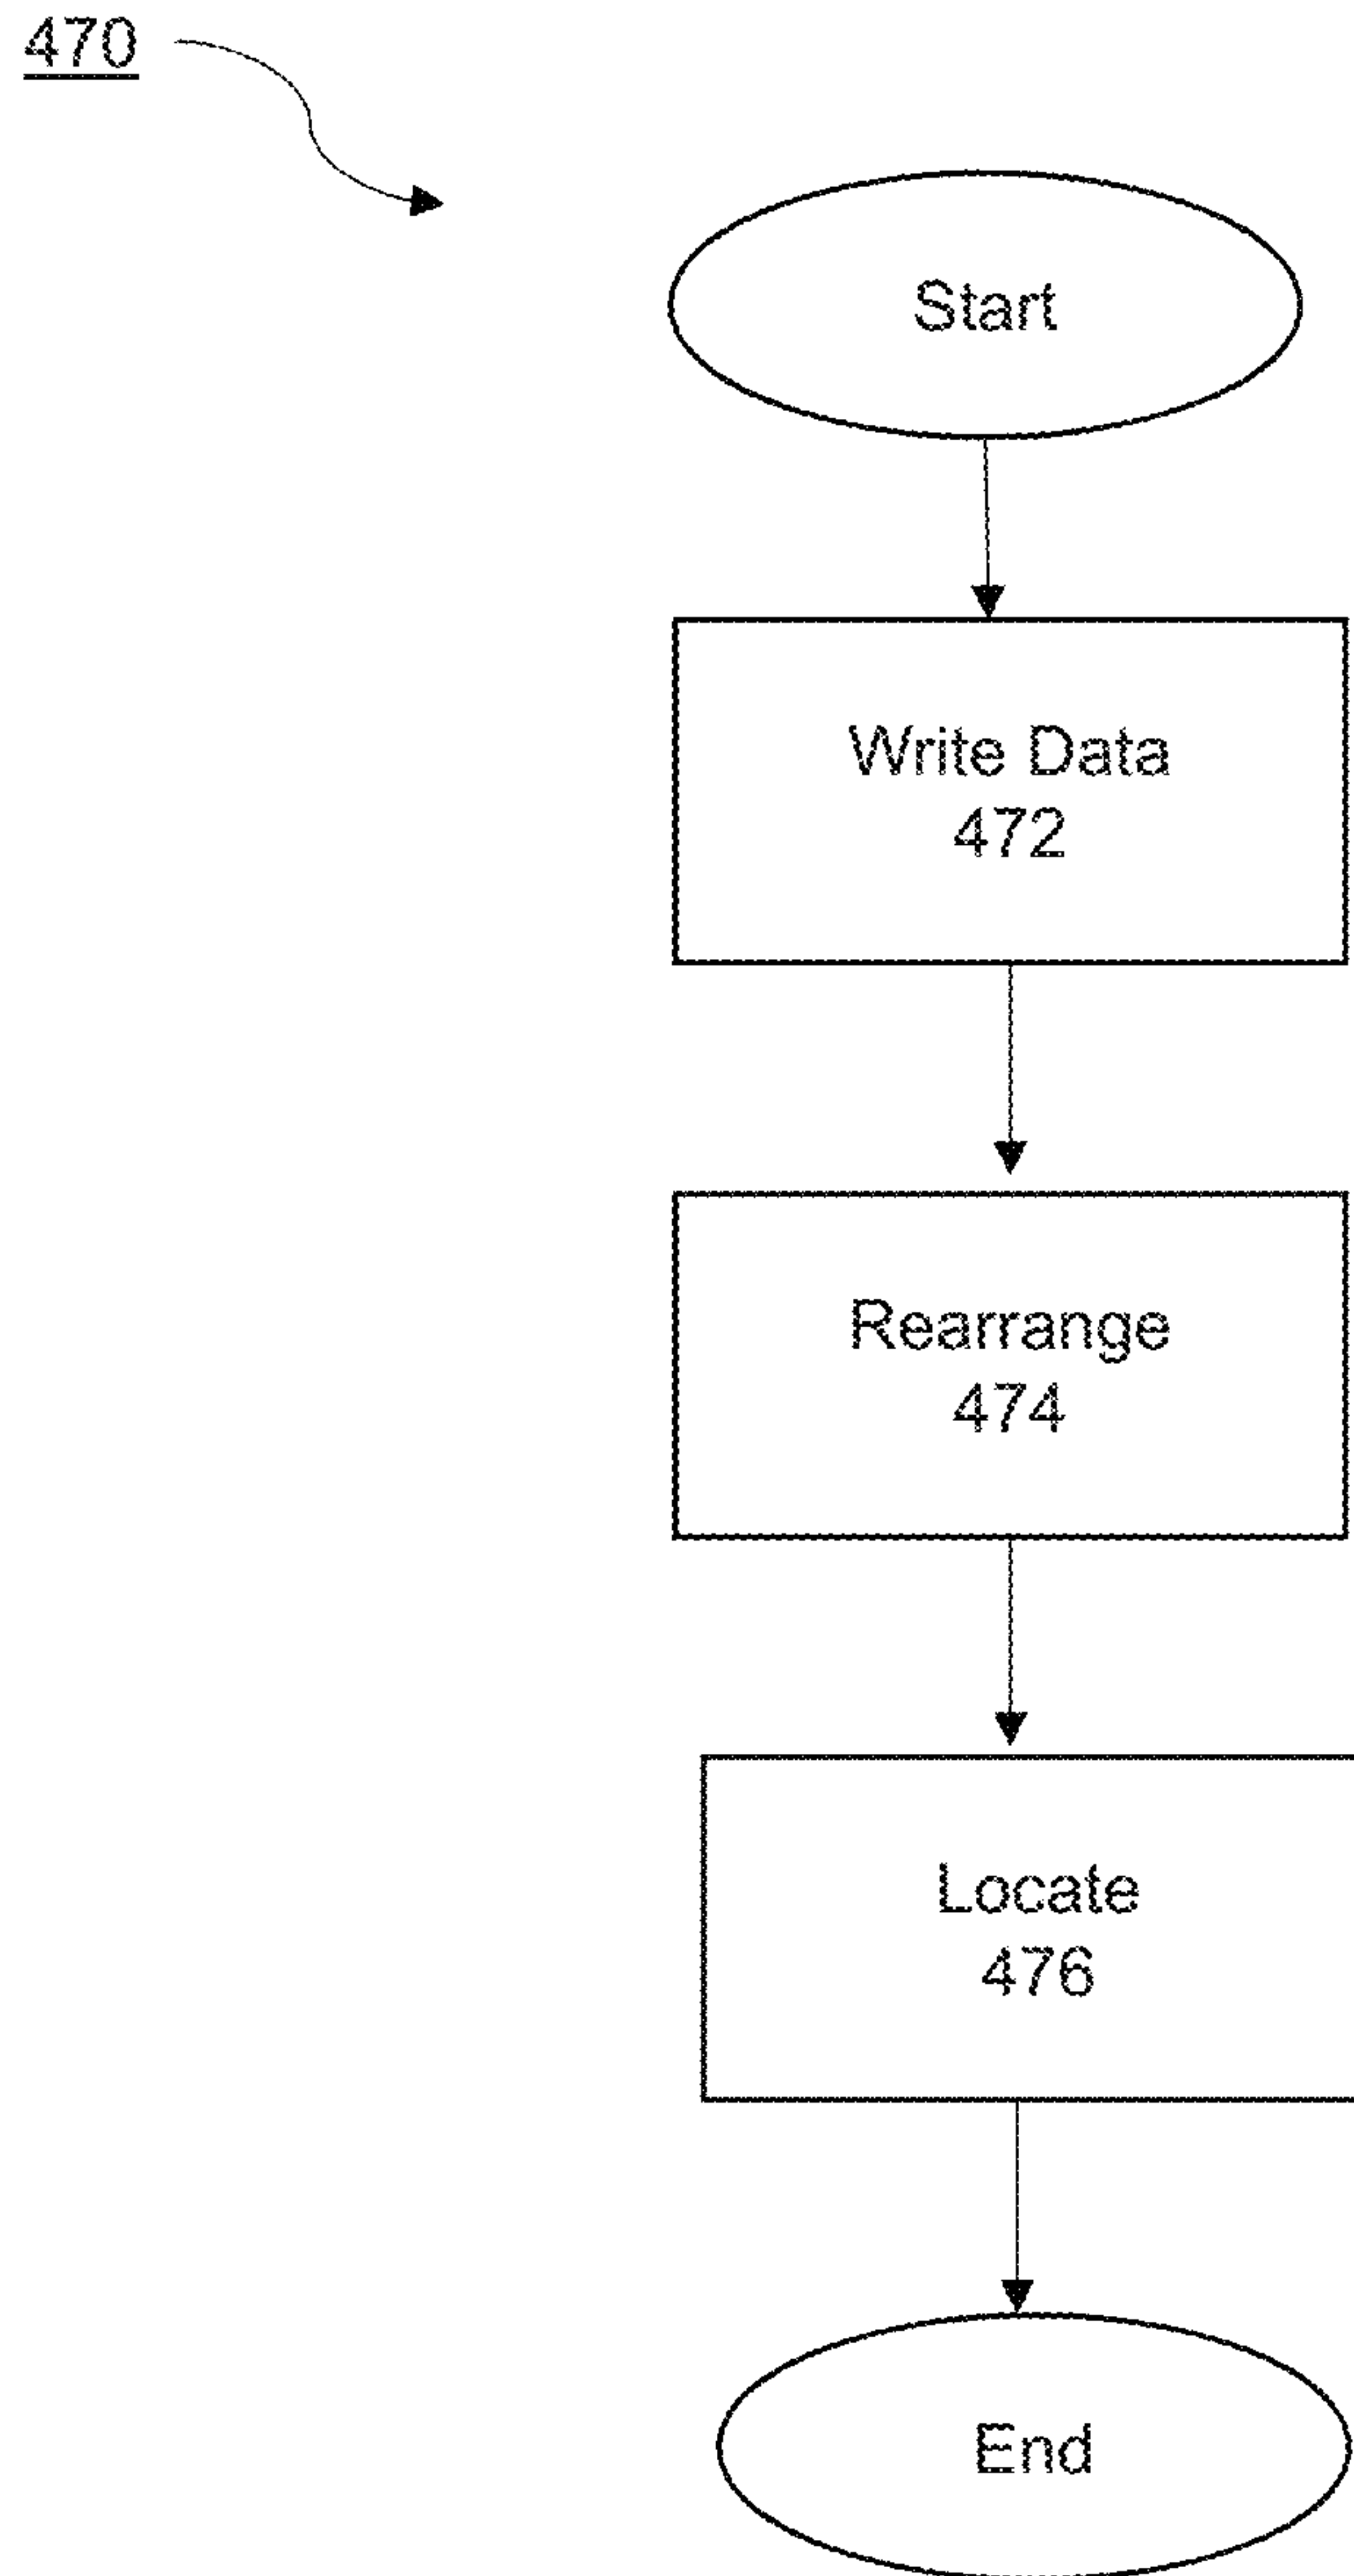 470
Start
Write Data
472
Rearrange
474
Locate
476
End